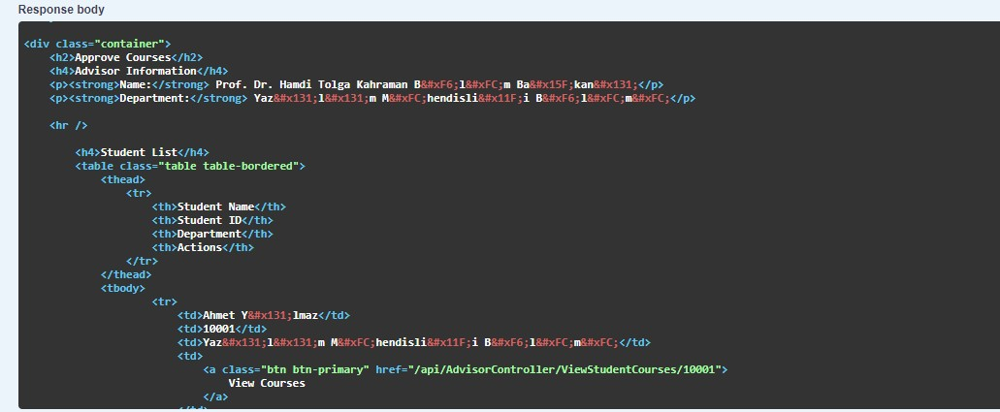 Response body
<div class="container">
<h2>Approve Courses</h2>
<h4>Advisor Information</h4>
<p><strong>Name:</strong> Prof. Dr. Hamdi Tolga Kahraman B&#xF6;l&#xFC;m Ba&#x15F;kan&#x131;</p>
<p><strong>Department:</strong> Yaz&#x131;l&#x131;m M&#xFC;hendisli&#x11F;i B&#xF6;l&#xFC;m&#xFC;</p>
<hr />
<h4>Student List</h4>
<table class="table table-bordered">
<thead>
<tr>
<th>Student Name</th>
<th>Student ID</th>
<th>Department</th>
<th>Actions</th>
</tr>
</thead>
<tbody>
<tr>
<td>Ahmet Y&#x131;lmaz</td>
<td>10001</td>
<td>Yaz&#x131;l&#x131;m M&#xFC;hendisli&#x11F;i B&#xF6;l&#xFC;m&#xFC;</td>
<td>
<a class="btn btn-primary" href="/api/AdvisorController/ViewStudentCourses/10001">
View Courses
</a>